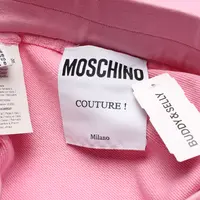 MOSCHINO
COUTURE !
Milano
BUDDY & SELLY